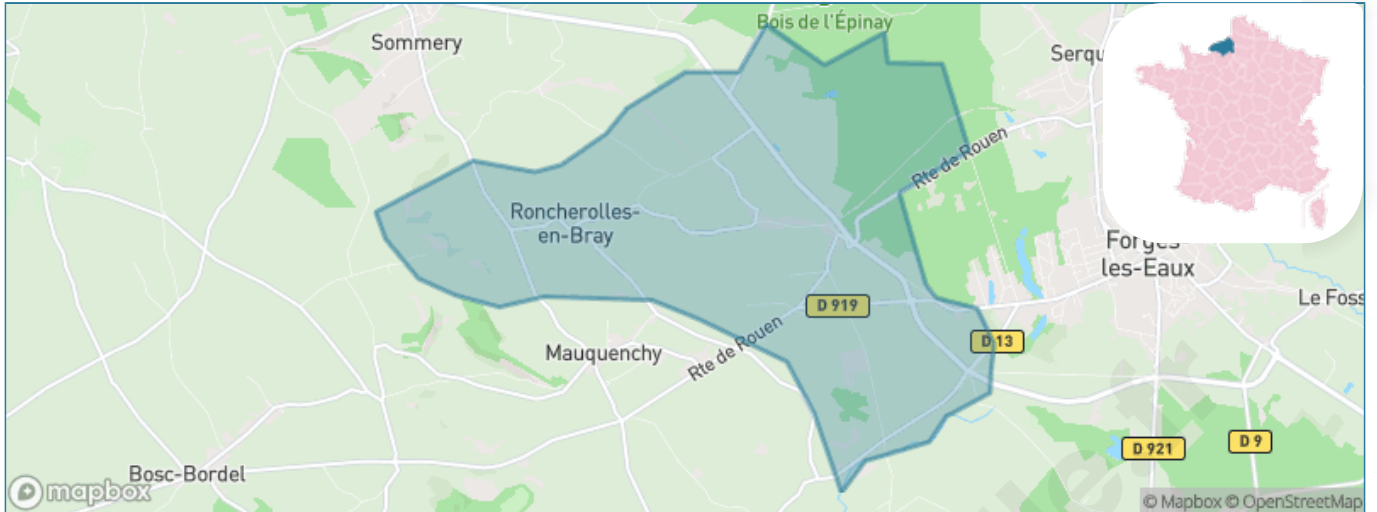 Bois de l'Épinay
Sommery
Serqu
Rte de Rouen
Roncherolles-
en-Bray
Forges
les-Eaux
Le Foss
D 919
D 13
Rte de Rouen
Mauquenchy
D 921
D 9
Bosc-Bordel
mapbox
© Mapbox © OpenStreetMap